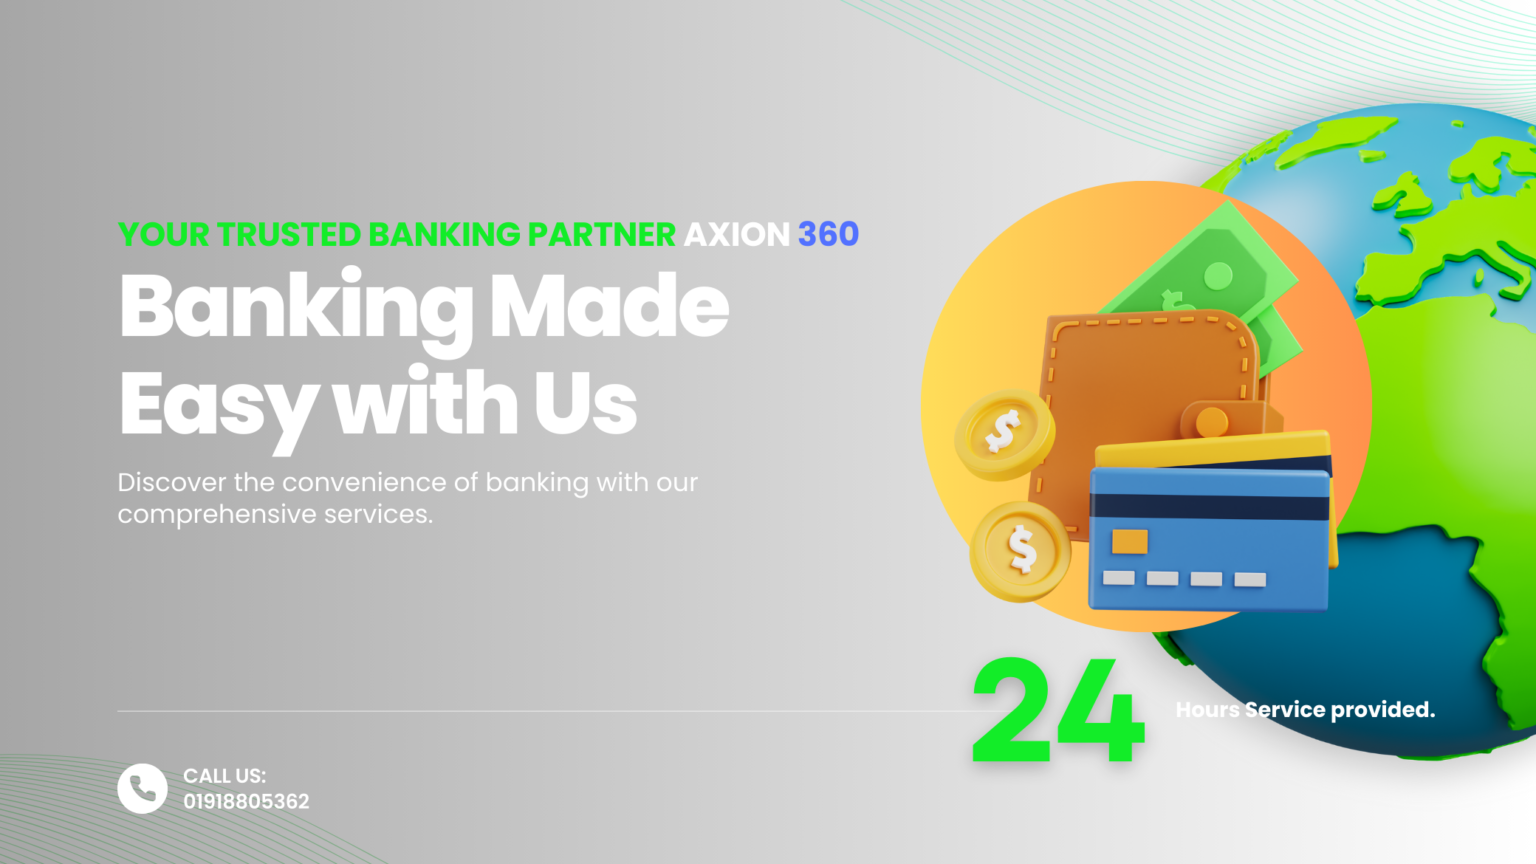 YOUR TRUSTED BANKING PARTNER AXION 360
Banking Made
Easy with Us
Discover the convenience of banking with our
comprehensive services.
$
$
$
24
Hours Service provided.
CALL US:
01918805362